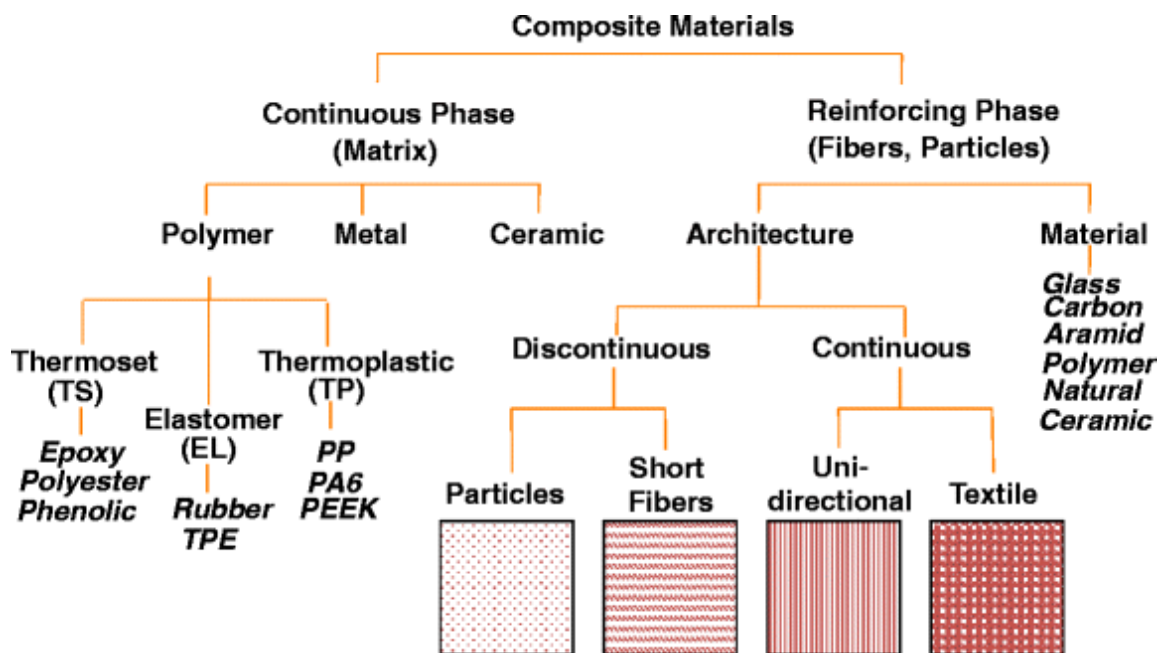 Composite Materials
Continuous Phase
(Matrix)
Reinforcing Phase
(Fibers, Particles)
Polymer
Metal
Ceramic
Architecture
Material
Glass
Carbon
Aramid
Polymer
Natural
Ceramic
Thermoset
(TS)
Elastomer
(EL)
Thermoplastic
(TP)
Discontinuous
Continuous
Epoxy
Polyester
Phenolic
Rubber
TPE
PP
PA6
PEEK
Particles
Short
Fibers
Uni-
directional
Textile